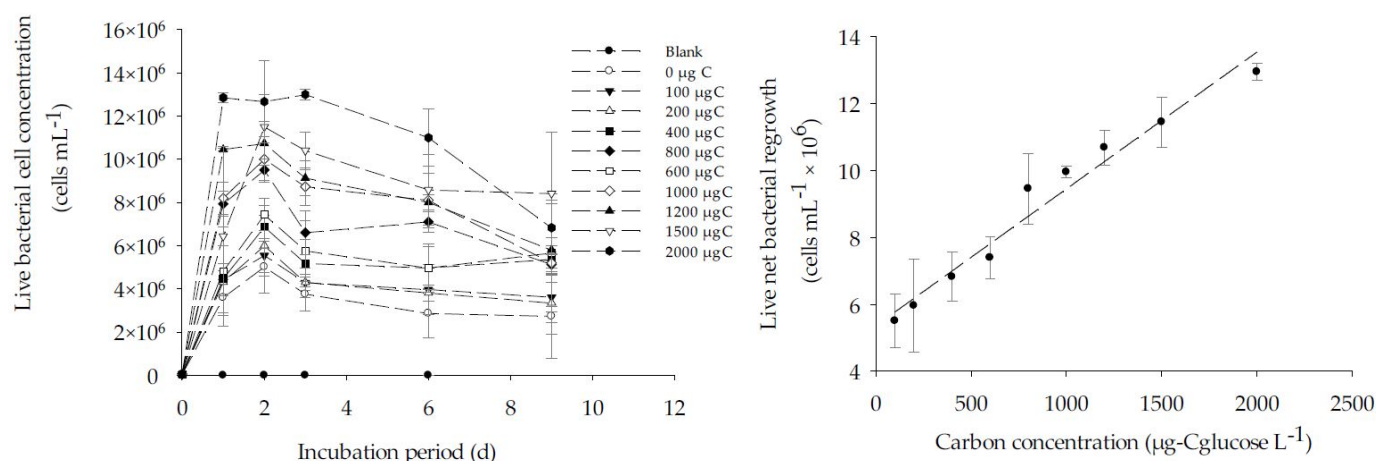 Live bacterial cell concentration
(cells mL-1)
16×10⁶
14×10⁶
12×10⁶
10×10⁶
8×10⁶
6×10⁶
4×10⁶
2×10⁶
0
0 2 4 6 8 10 12
Incubation period (d)
Blank
0 µg C
100 µgC
200 µgC
400 µgC
800 µgC
600 µgC
1000 µgC
1200 µgC
1500 µgC
2000 µgC
Live net bacterial regrowth
(cells mL-1 × 10⁶)
14
12
10
8
6
4
0 500 1000 1500 2000 2500
Carbon concentration (µg-Cglucose L-1)